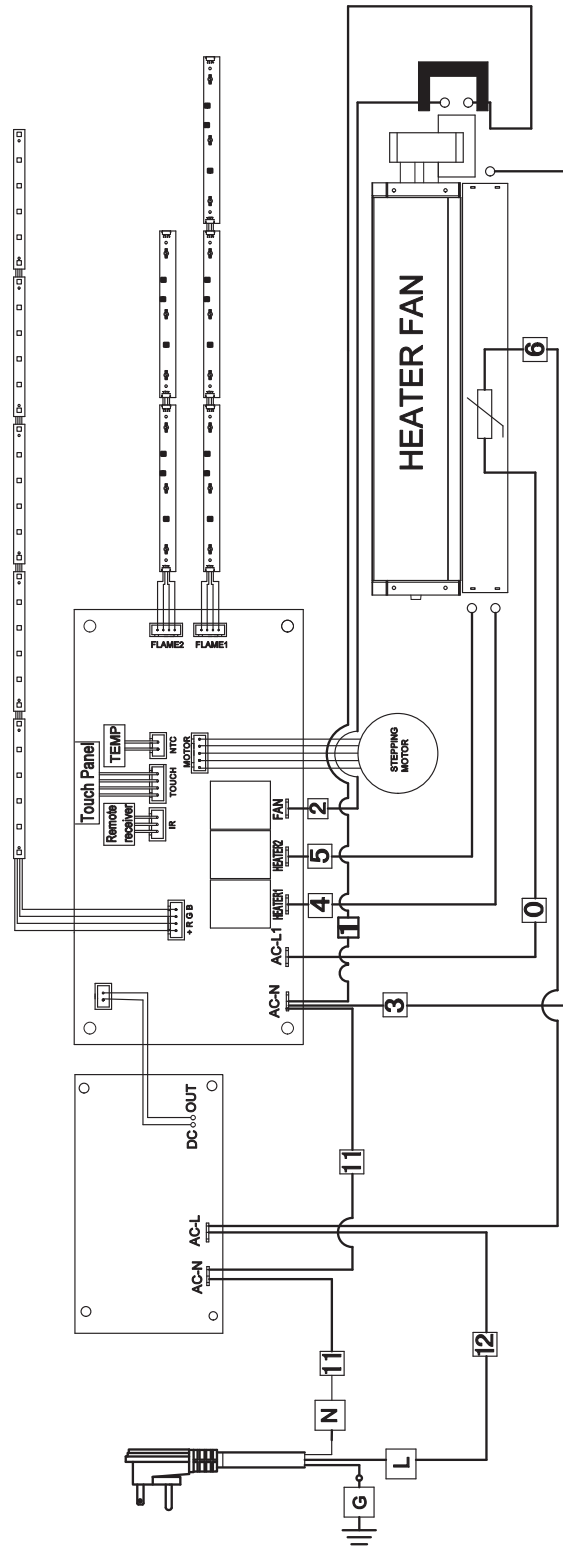 + R G B
Touch Panel
Remote
receiver
TEMP
IR
TOUCH
NTC
FLAME2
FLAME1
MOTOR
DC OUT
AC-N
AC-L
AC-N
AC-L1
HEATER1
HEATER2
FAN
HEATER FAN
STEPPING
MOTOR
N
11
11
1
2
5
4
3
0
6
G
L
12